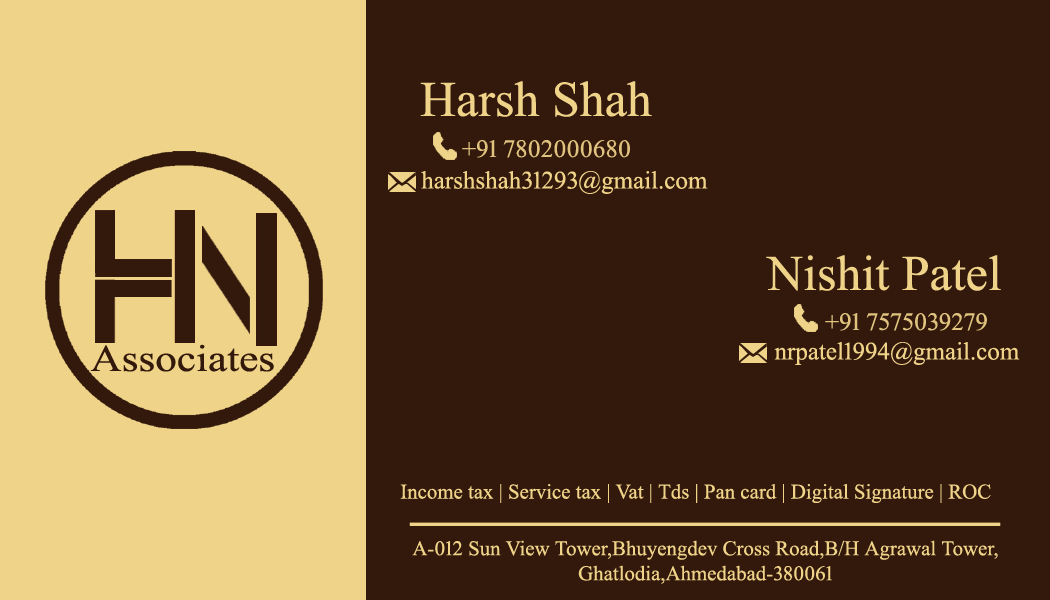 HN
Associates
Harsh Shah
+91 7802000680
harshshah31293@gmail.com
Nishit Patel
+91 7575039279
nrpatel1994@gmail.com
Income tax | Service tax | Vat | Tds | Pan card | Digital Signature | ROC
A-012 Sun View Tower,Bhuyengdev Cross Road,B/H Agrawal Tower,
Ghatlodia,Ahmedabad-380061